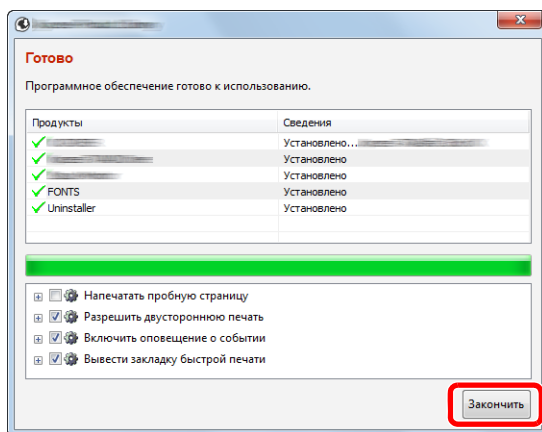 Готово
Программное обеспечение готово к использованию.
Продукты Сведения
Установлено...
Установлено
Установлено
FONTS Установлено
Uninstaller Установлено
Напечатать пробную страницу
Разрешить двустороннюю печать
Включить оповещение о событии
Вывести закладку быстрой печати
Закончить